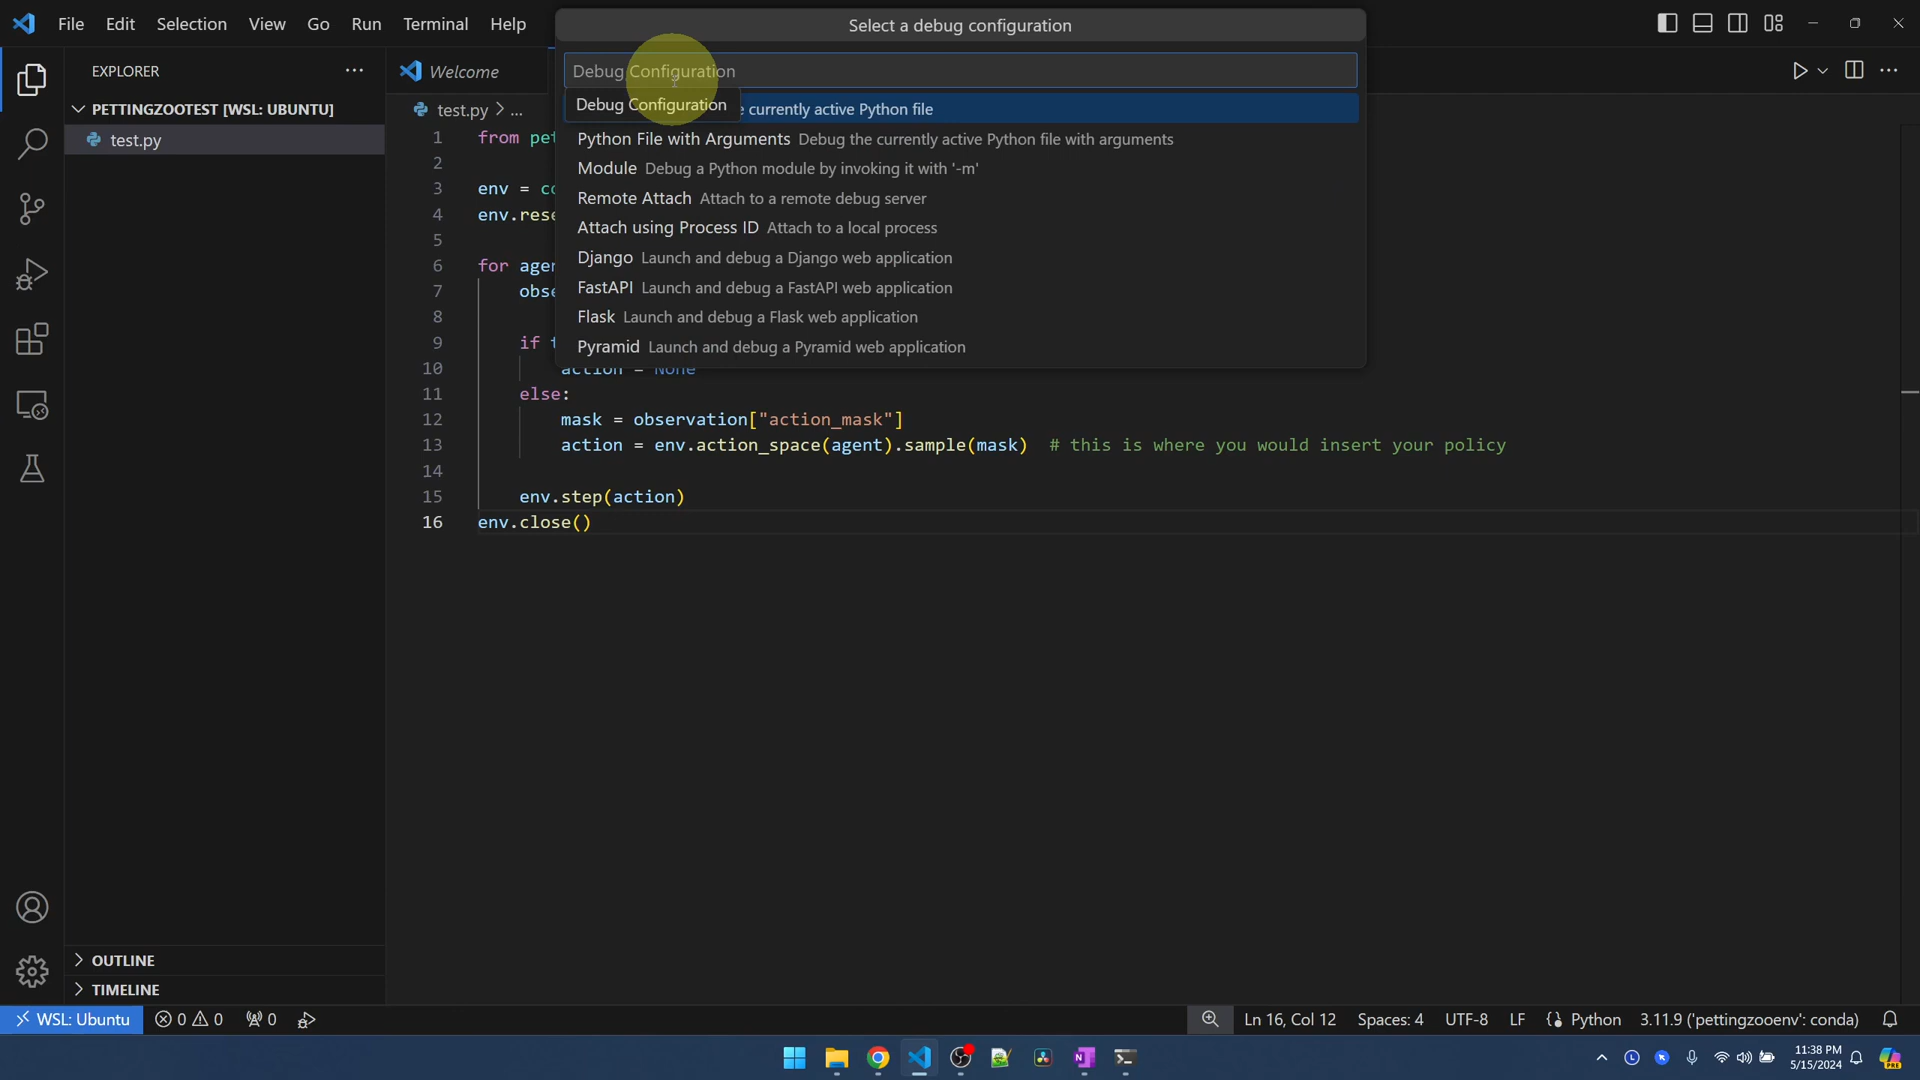 File Edit Selection View Go Run Terminal Help
Select a debug configuration
EXPLORER
Welcome
Debug Configuration
PETTINGZOOTEST [WSL: UBUNTU]
test.py > ...
Debug Configuration
currently active Python file
test.py
1 from pet
Python File with Arguments Debug the currently active Python file with arguments
2
Module Debug a Python module by invoking it with '-m'
3 env = co
Remote Attach Attach to a remote debug server
4 env.rese
Attach using Process ID Attach to a local process
5
Django Launch and debug a Django web application
6 for agen
FastAPI Launch and debug a FastAPI web application
7 obse
Flask Launch and debug a Flask web application
8
9 if
Pyramid Launch and debug a Pyramid web application
10 action = None
11 else:
12 mask = observation["action_mask"]
13 action = env.action_space(agent).sample(mask) # this is where you would insert your policy
14
15 env.step(action)
16 env.close()
OUTLINE
TIMELINE
WSL: Ubuntu 0 0 0 Ln 16, Col 12 Spaces: 4 UTF-8 LF Python 3.11.9 ('pettingzooenv': conda)
11:38 PM
5/15/2024